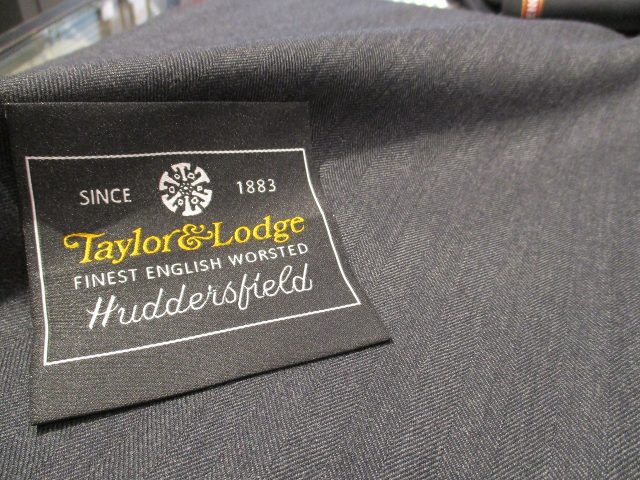 SINCE 1883
Taylor & Lodge
FINEST ENGLISH WORSTED
Huddersfield